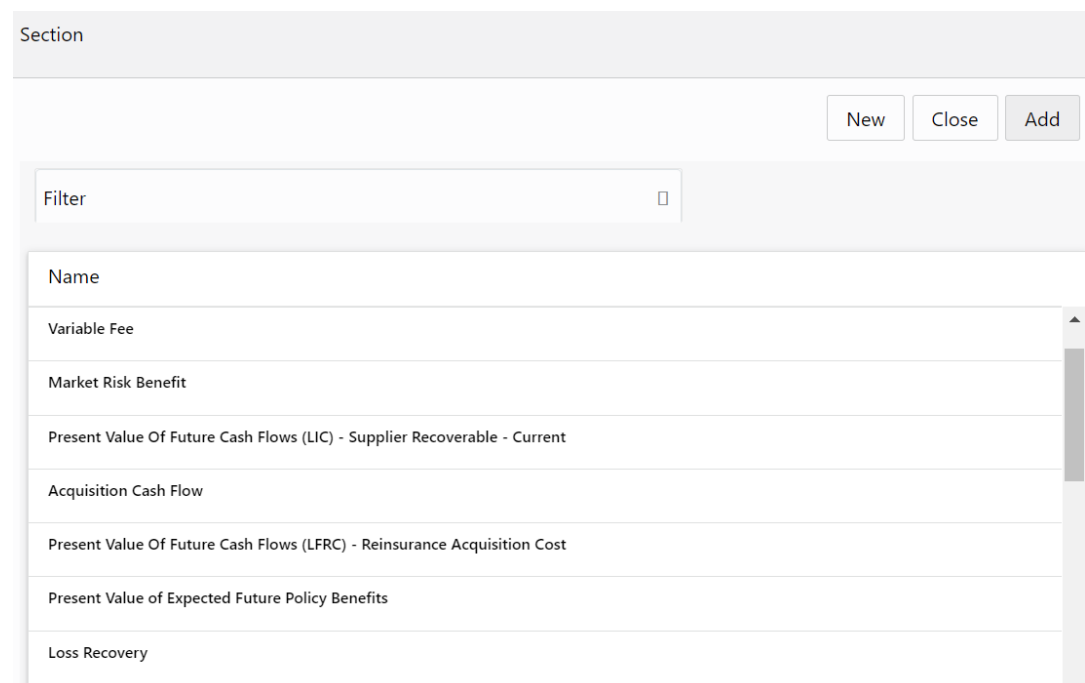 Section
New Close Add
Filter
Name
Variable Fee
Market Risk Benefit
Present Value Of Future Cash Flows (LIC) - Supplier Recoverable - Current
Acquisition Cash Flow
Present Value Of Future Cash Flows (LFRC) - Reinsurance Acquisition Cost
Present Value of Expected Future Policy Benefits
Loss Recovery